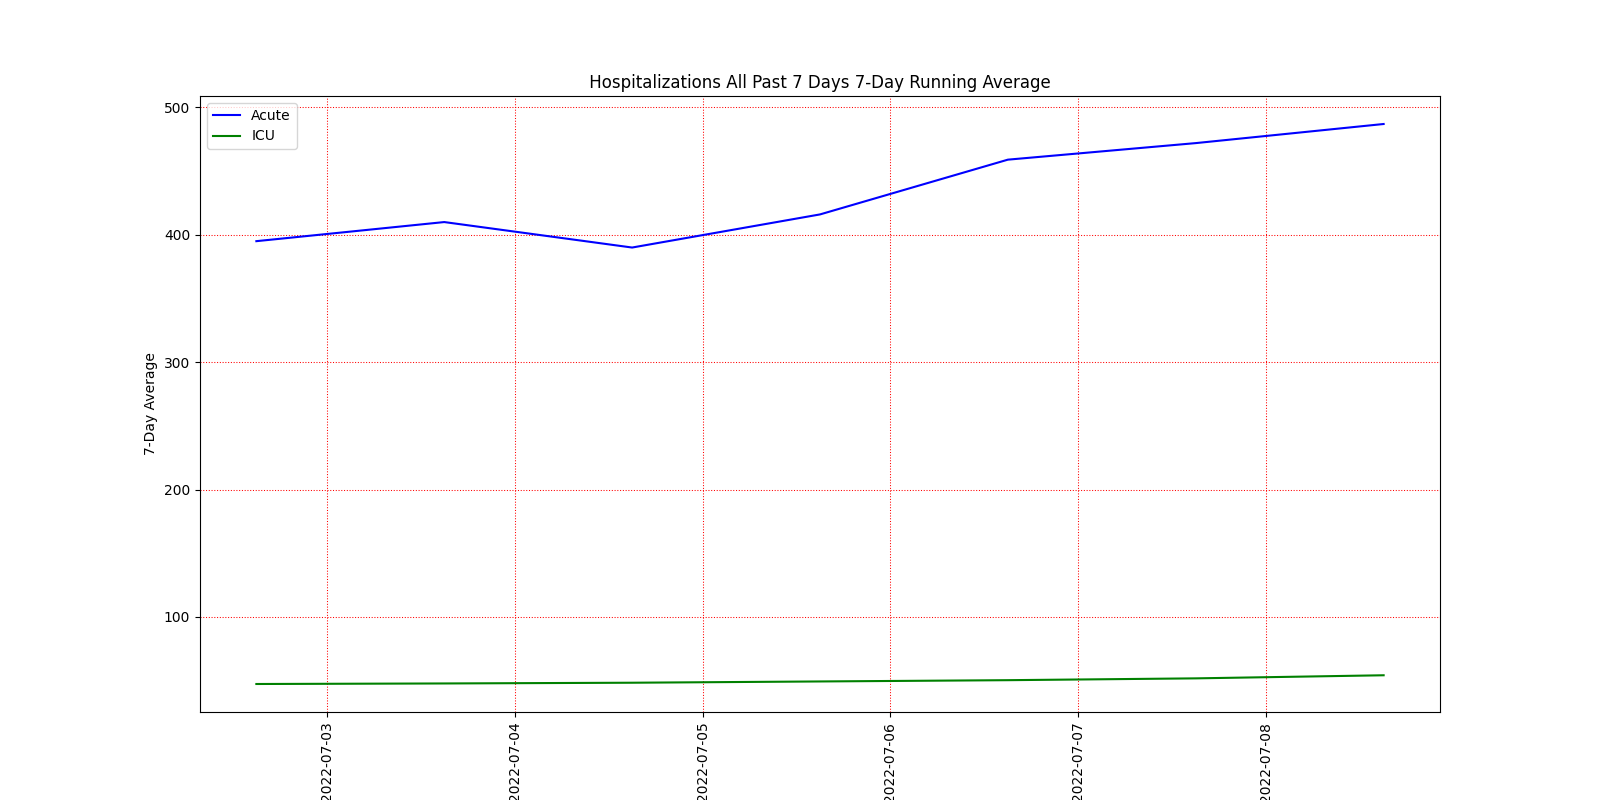 Hospitalizations All Past 7 Days 7-Day Running Average
Acute
ICU
7-Day Average
500
400
300
200
100
2022-07-03
2022-07-04
2022-07-05
2022-07-06
2022-07-07
2022-07-08